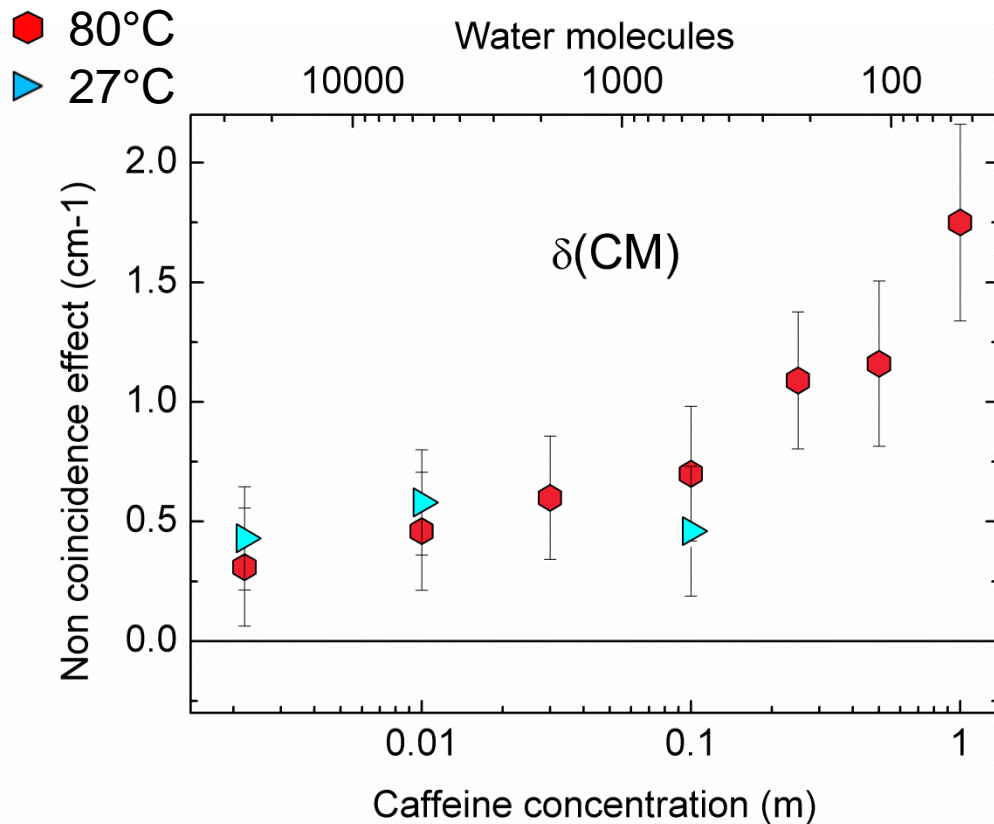 80°C
27°C
Water molecules
10000 1000 100
2.0
1.5
1.0
0.5
0.0
Non coincidence effect (cm-1)
δ(CM)
0.01 0.1 1
Caffeine concentration (m)